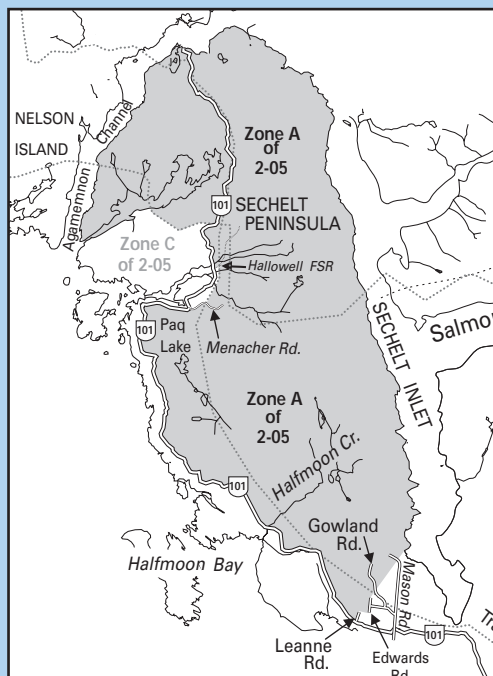 NELSON
ISLAND
Agamemnon Channel
Zone A
of
2-05
101
SECHELT
PENINSULA
Zone C
of 2-05
Hallowell FSR
101
Paq
Lake
Menacher Rd.
SECHELT INLET
Salmo
Zone A
of
2-05
Halfmoon Cr.
101
Gowland
Rd.
Halfmoon Bay
Mason Rd
Leanne
Rd.
Edwards
Rd
101
Tra